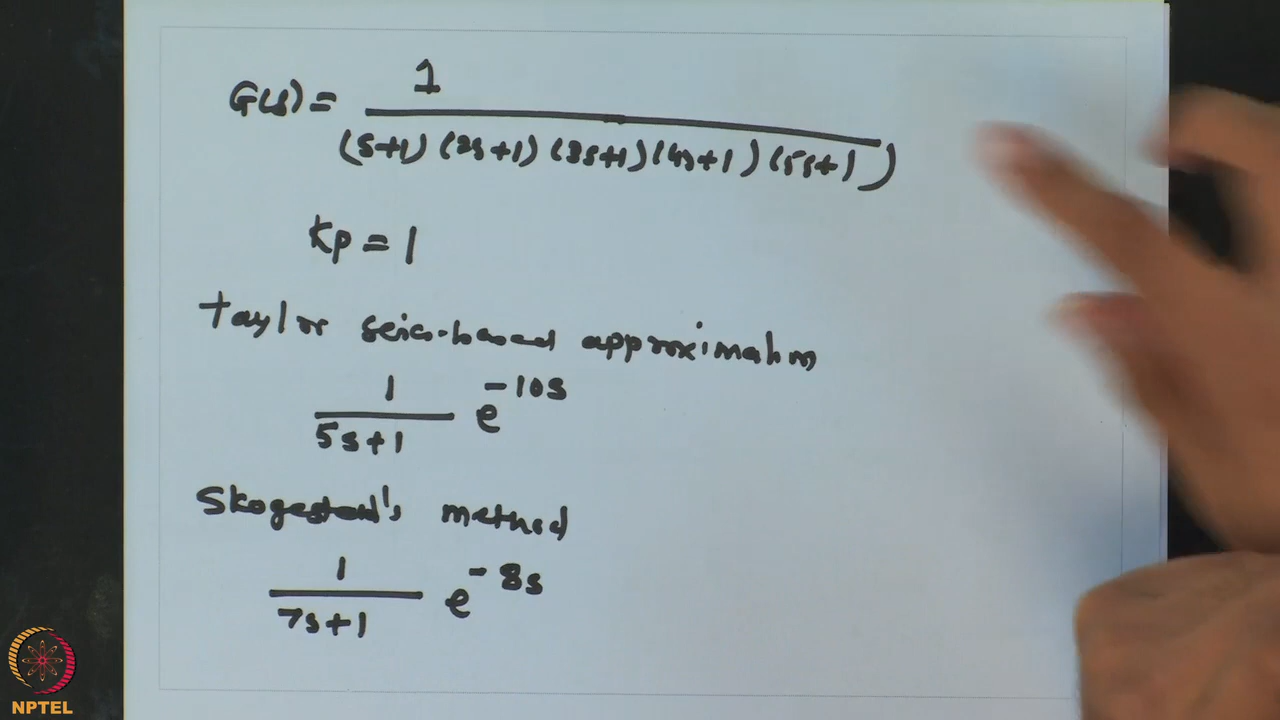 G(s) = 1 / (s+1) (2s+1) (3s+1) (4s+1) (5s+1)
Kp = 1
Taylor series-based approximation
1 / 5s+1 e^-10s
Skogestad's method
1 / 7s+1 e^-8s
NPTEL